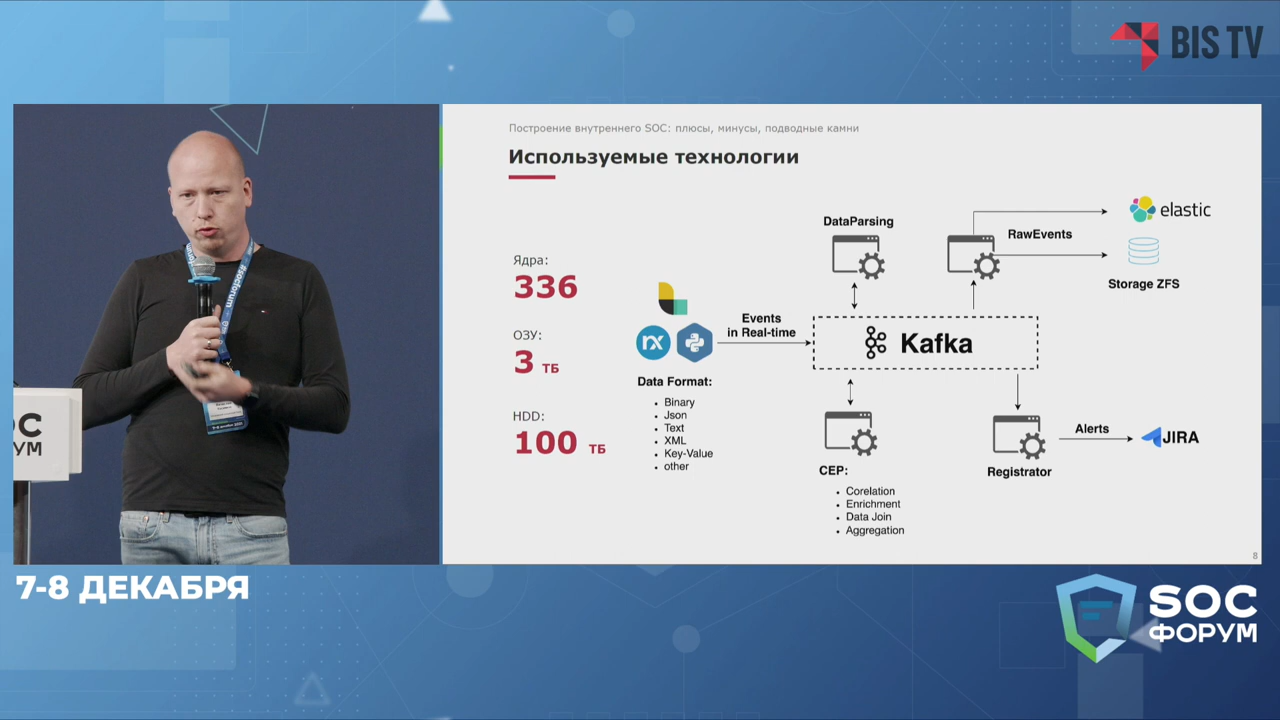 BIS TV
Построение внутреннего SOC: плюсы, минусы, подводные камни
Используемые технологии
Ядра:
336
ОЗУ:
3 ТБ
HDD:
100 ТБ
nx
Data Format:
• Binary
• Json
• Text
• XML
• Key-Value
• other
Events
in Real-time
DataParsing
RawEvents
elastic
Storage ZFS
Kafka
CEP:
• Corelation
• Enrichment
• Data Join
• Aggregation
Registrator
Alerts
JIRA
8
#socforum
7-8 ДЕКАБРЯ
SOC
ФОРУМ